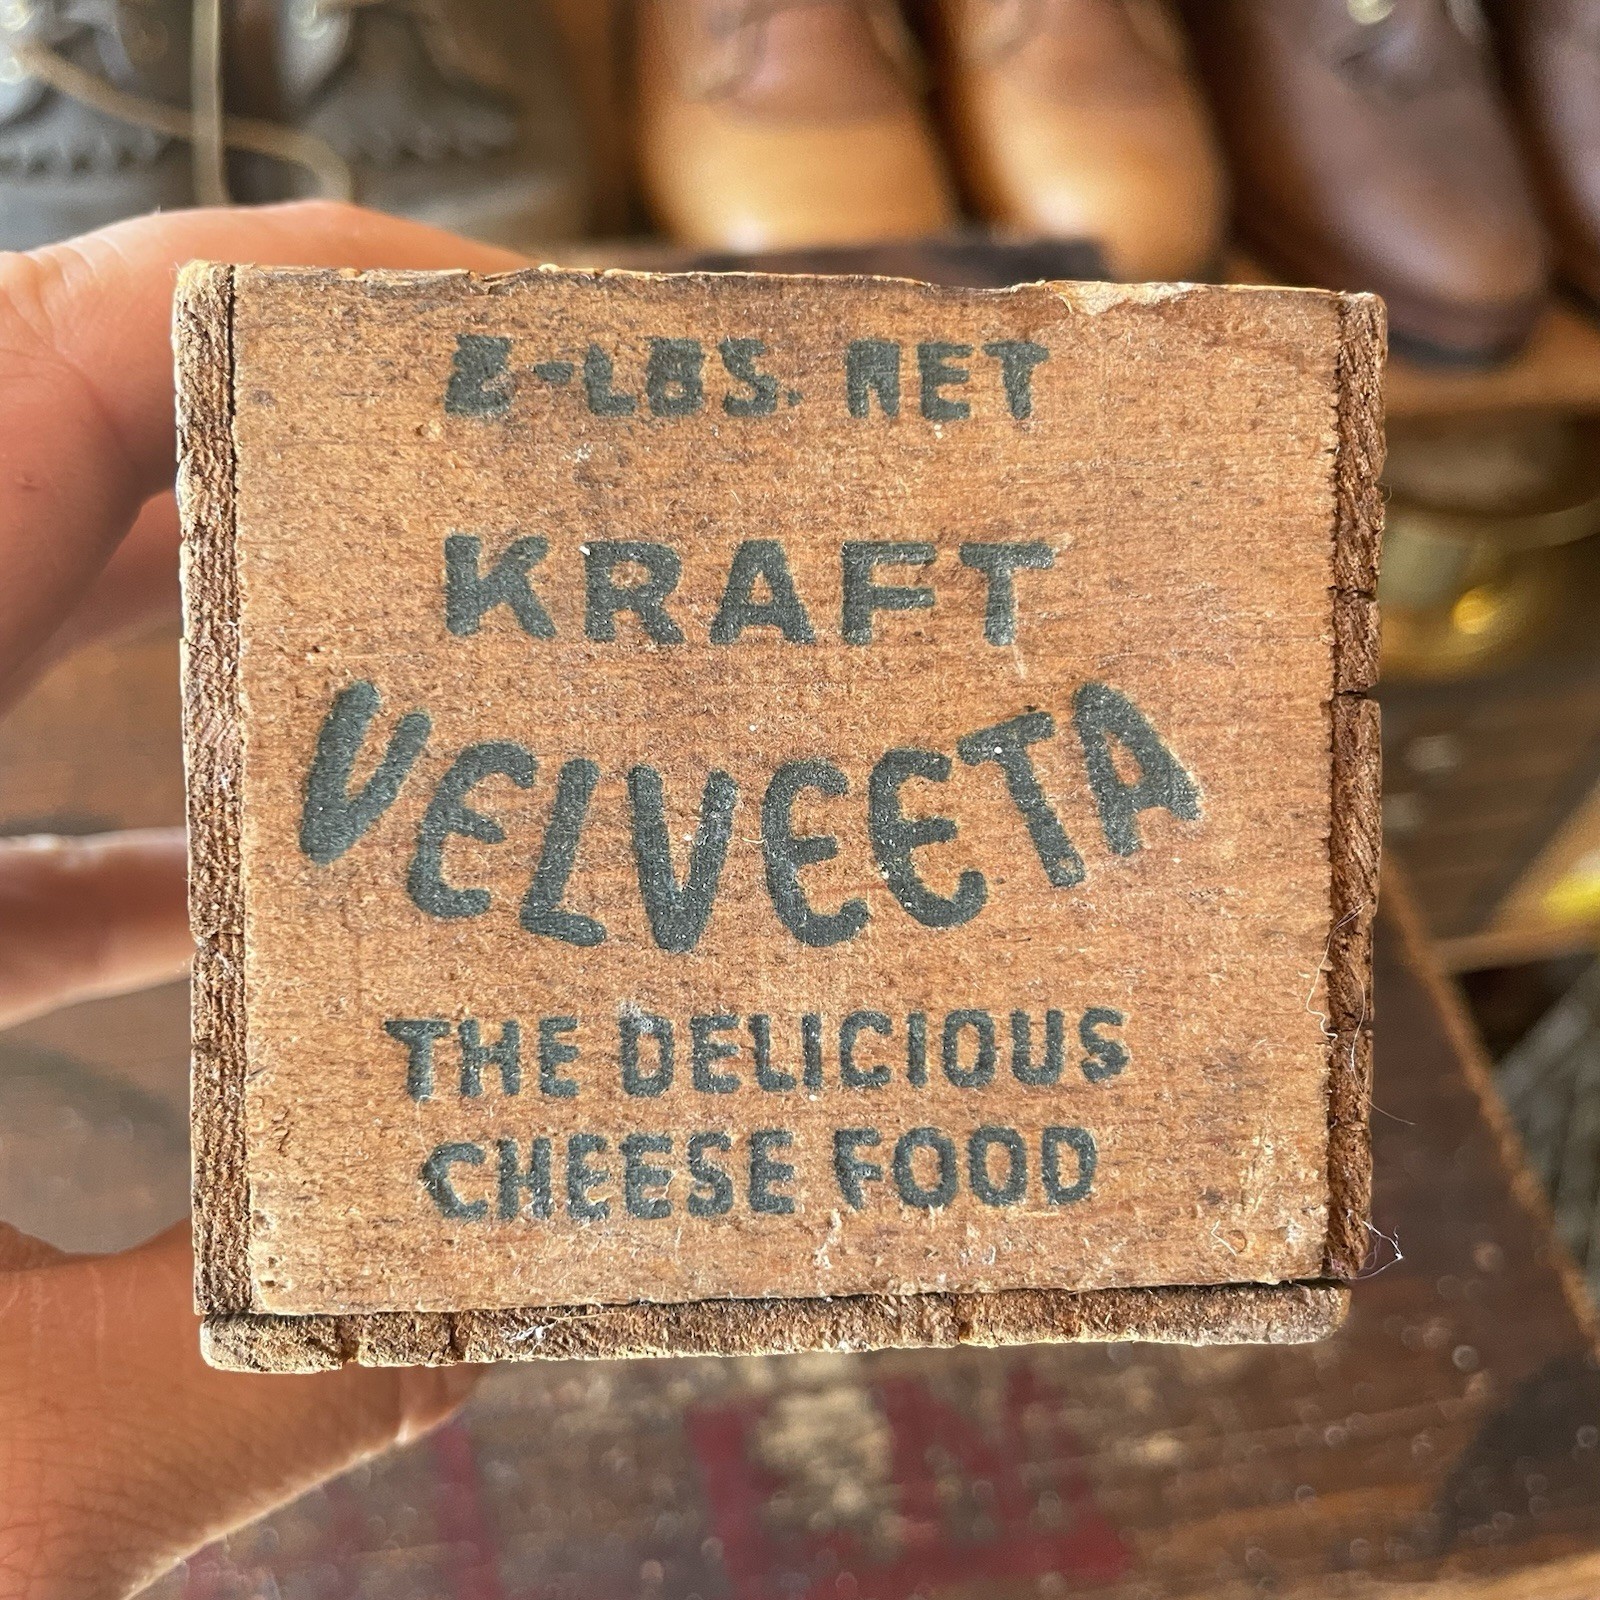 2-LBS. NET
KRAFT
VELVEETA
THE DELICIOUS
CHEESE FOOD